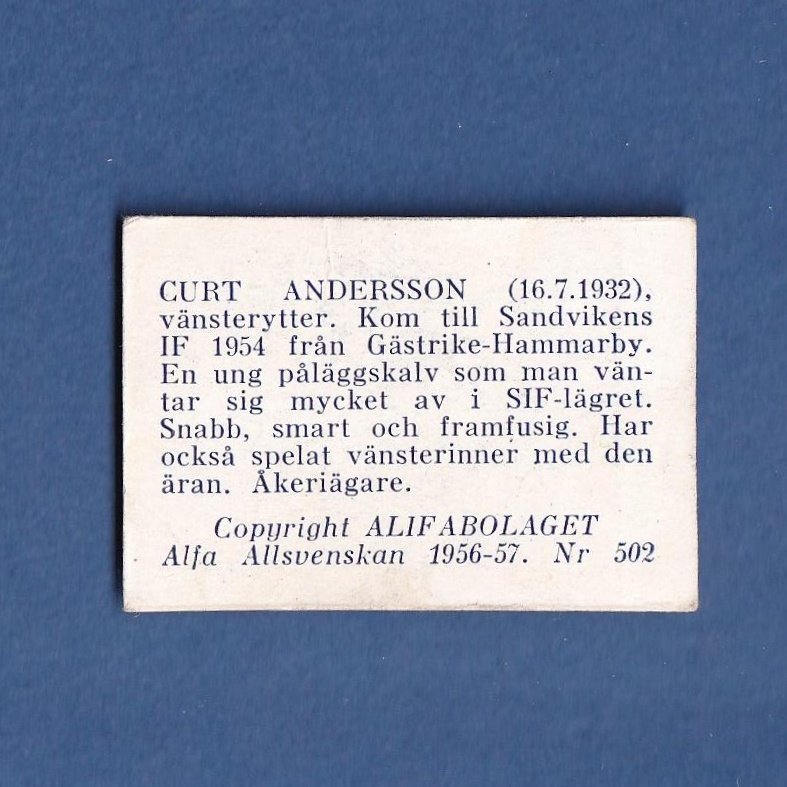 CURT ANDERSSON (16.7.1932),
vänsterytter. Kom till Sandvikens
IF 1954 från Gästrike-Hammarby.
En ung påläggskalv som man vän-
tar sig mycket av i SIF-lägret.
Snabb, smart och framfusig. Har
också spelat vänsterinner med den
äran. Åkeriägare.
Copyright ALIFABOLAGET
Alfa Allsvenskan 1956-57. Nr 502